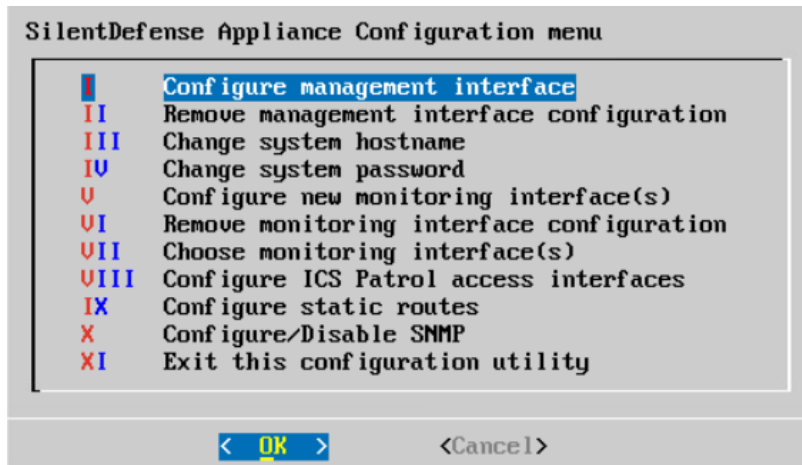 SilentDefense Appliance Configuration menu
I Configure management interface
II Remove management interface configuration
III Change system hostname
IV Change system password
V Configure new monitoring interface(s)
VI Remove monitoring interface configuration
VII Choose monitoring interface(s)
VIII Configure ICS Patrol access interfaces
IX Configure static routes
X Configure/Disable SNMP
XI Exit this configuration utility
< OK > <Cancel>